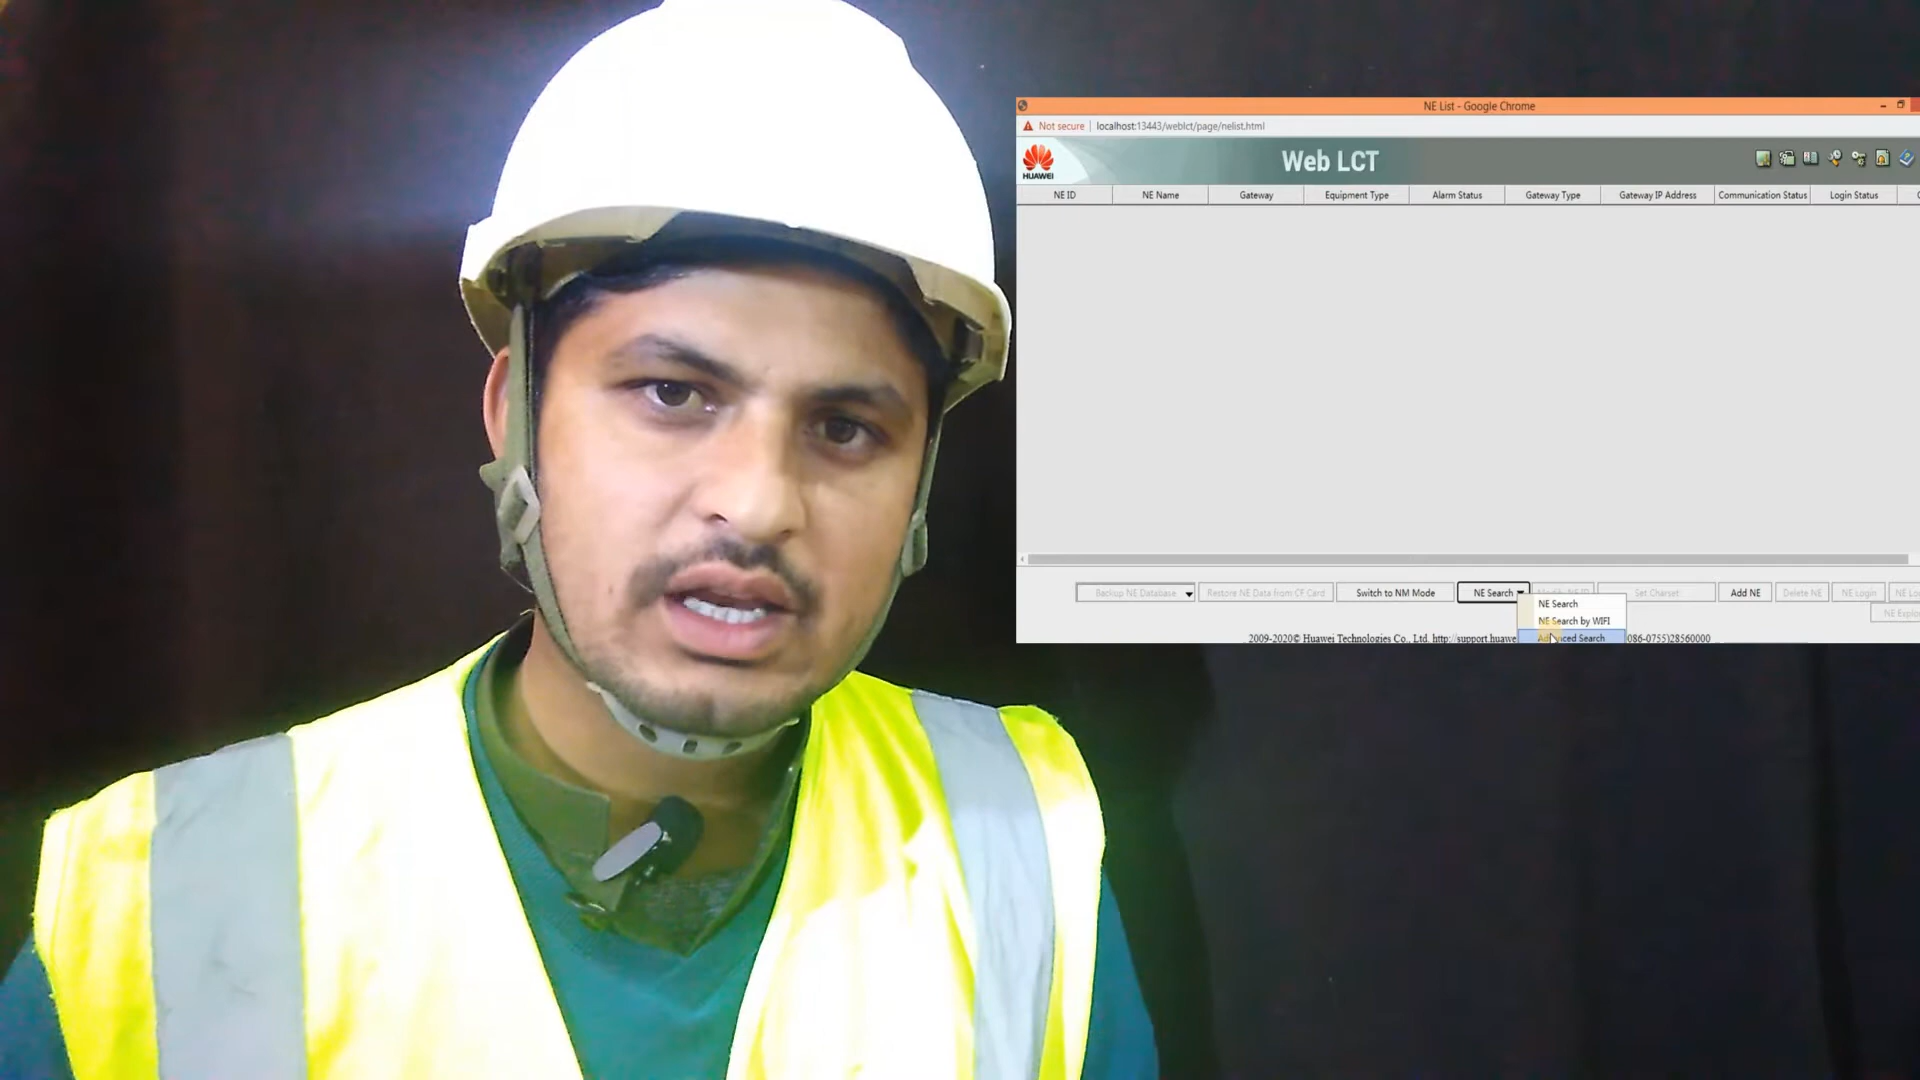 NE List - Google Chrome
Not secure | localhost:13443/weblct/page/nelist.html
HUAWEI
Web LCT
NE ID NE Name Gateway Equipment Type Alarm Status Gateway Type Gateway IP Address Communication Status Login Status
Backup NE Database Restore NE Data from CF Card Switch to NM Mode NE Search Set Charset Add NE Delete NE NE Login
NE Search
NE Search by WIFI
Advanced Search
2009-2020© Huawei Technologies Co., Ltd. http://support.huawe 086-0755)28560000